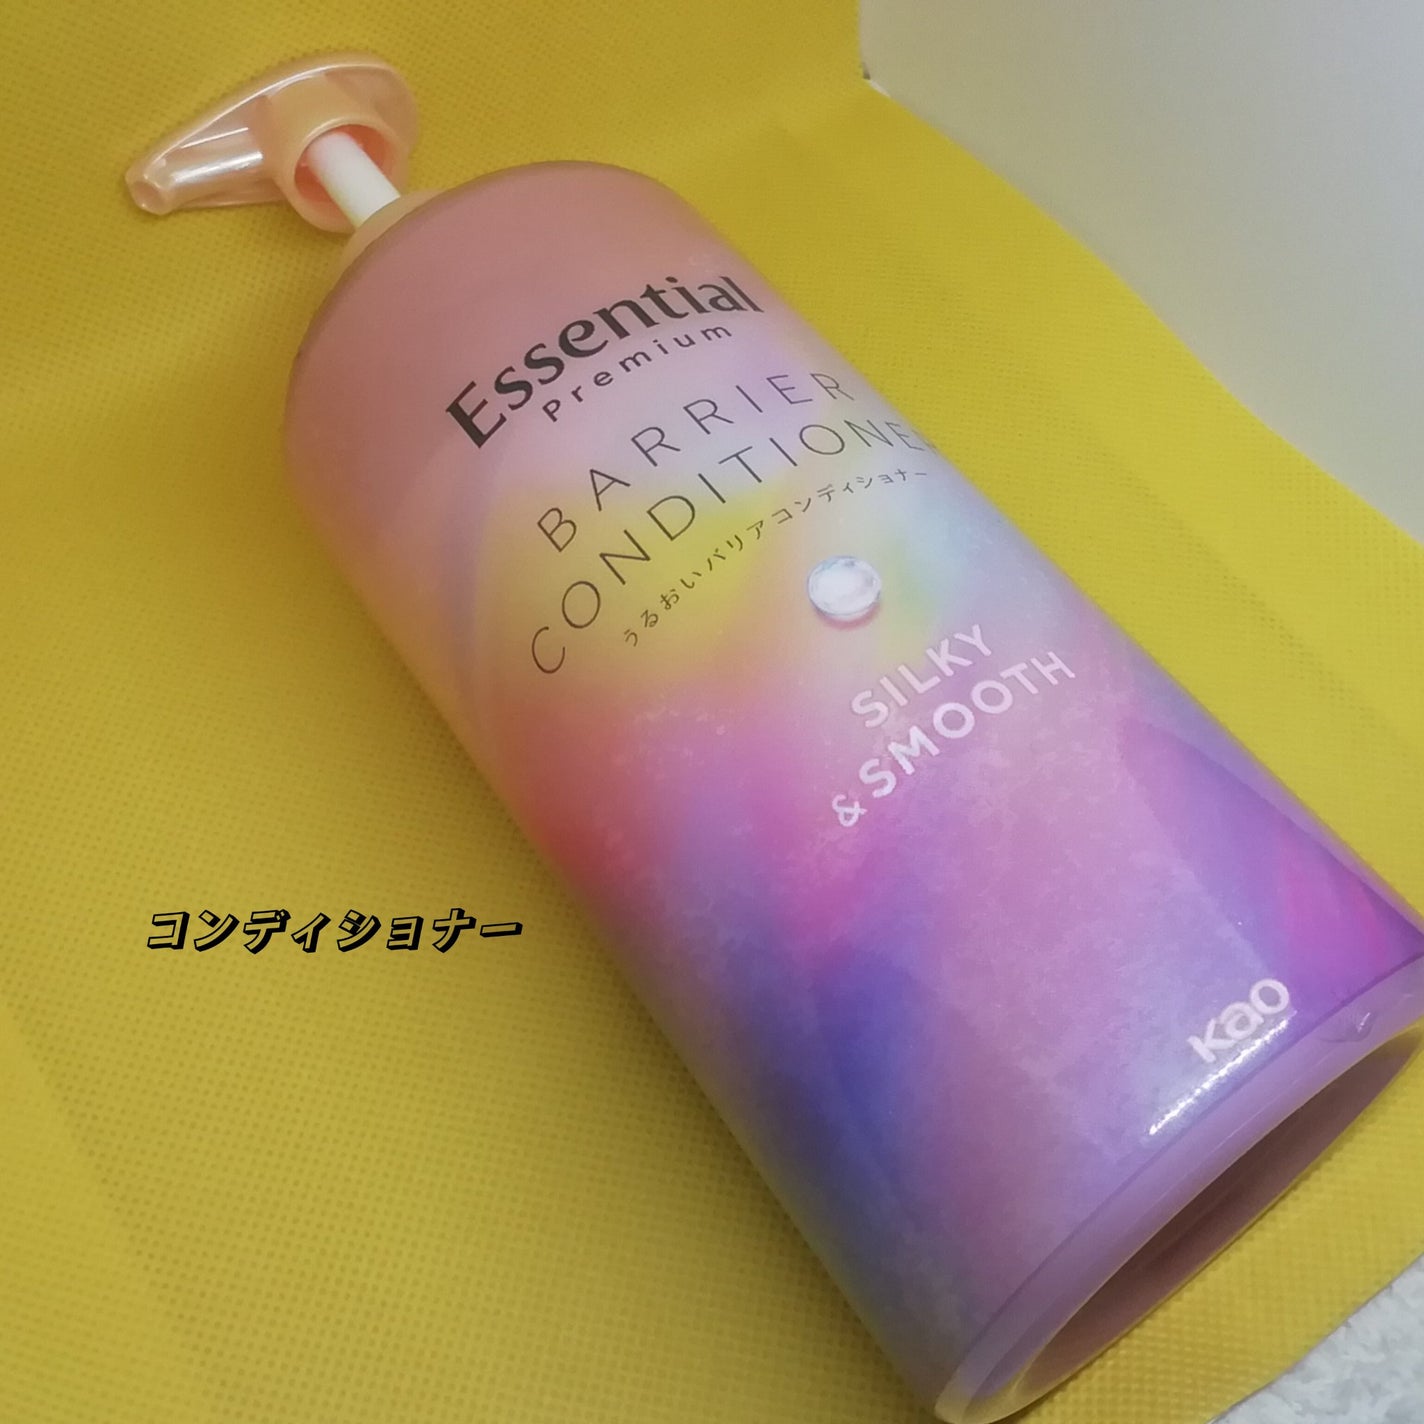 Essential
Premium
BARRIER
CONDITIONER
うるおいバリアコンディショナー
SILKY
& SMOOTH
kao
コンディショナー